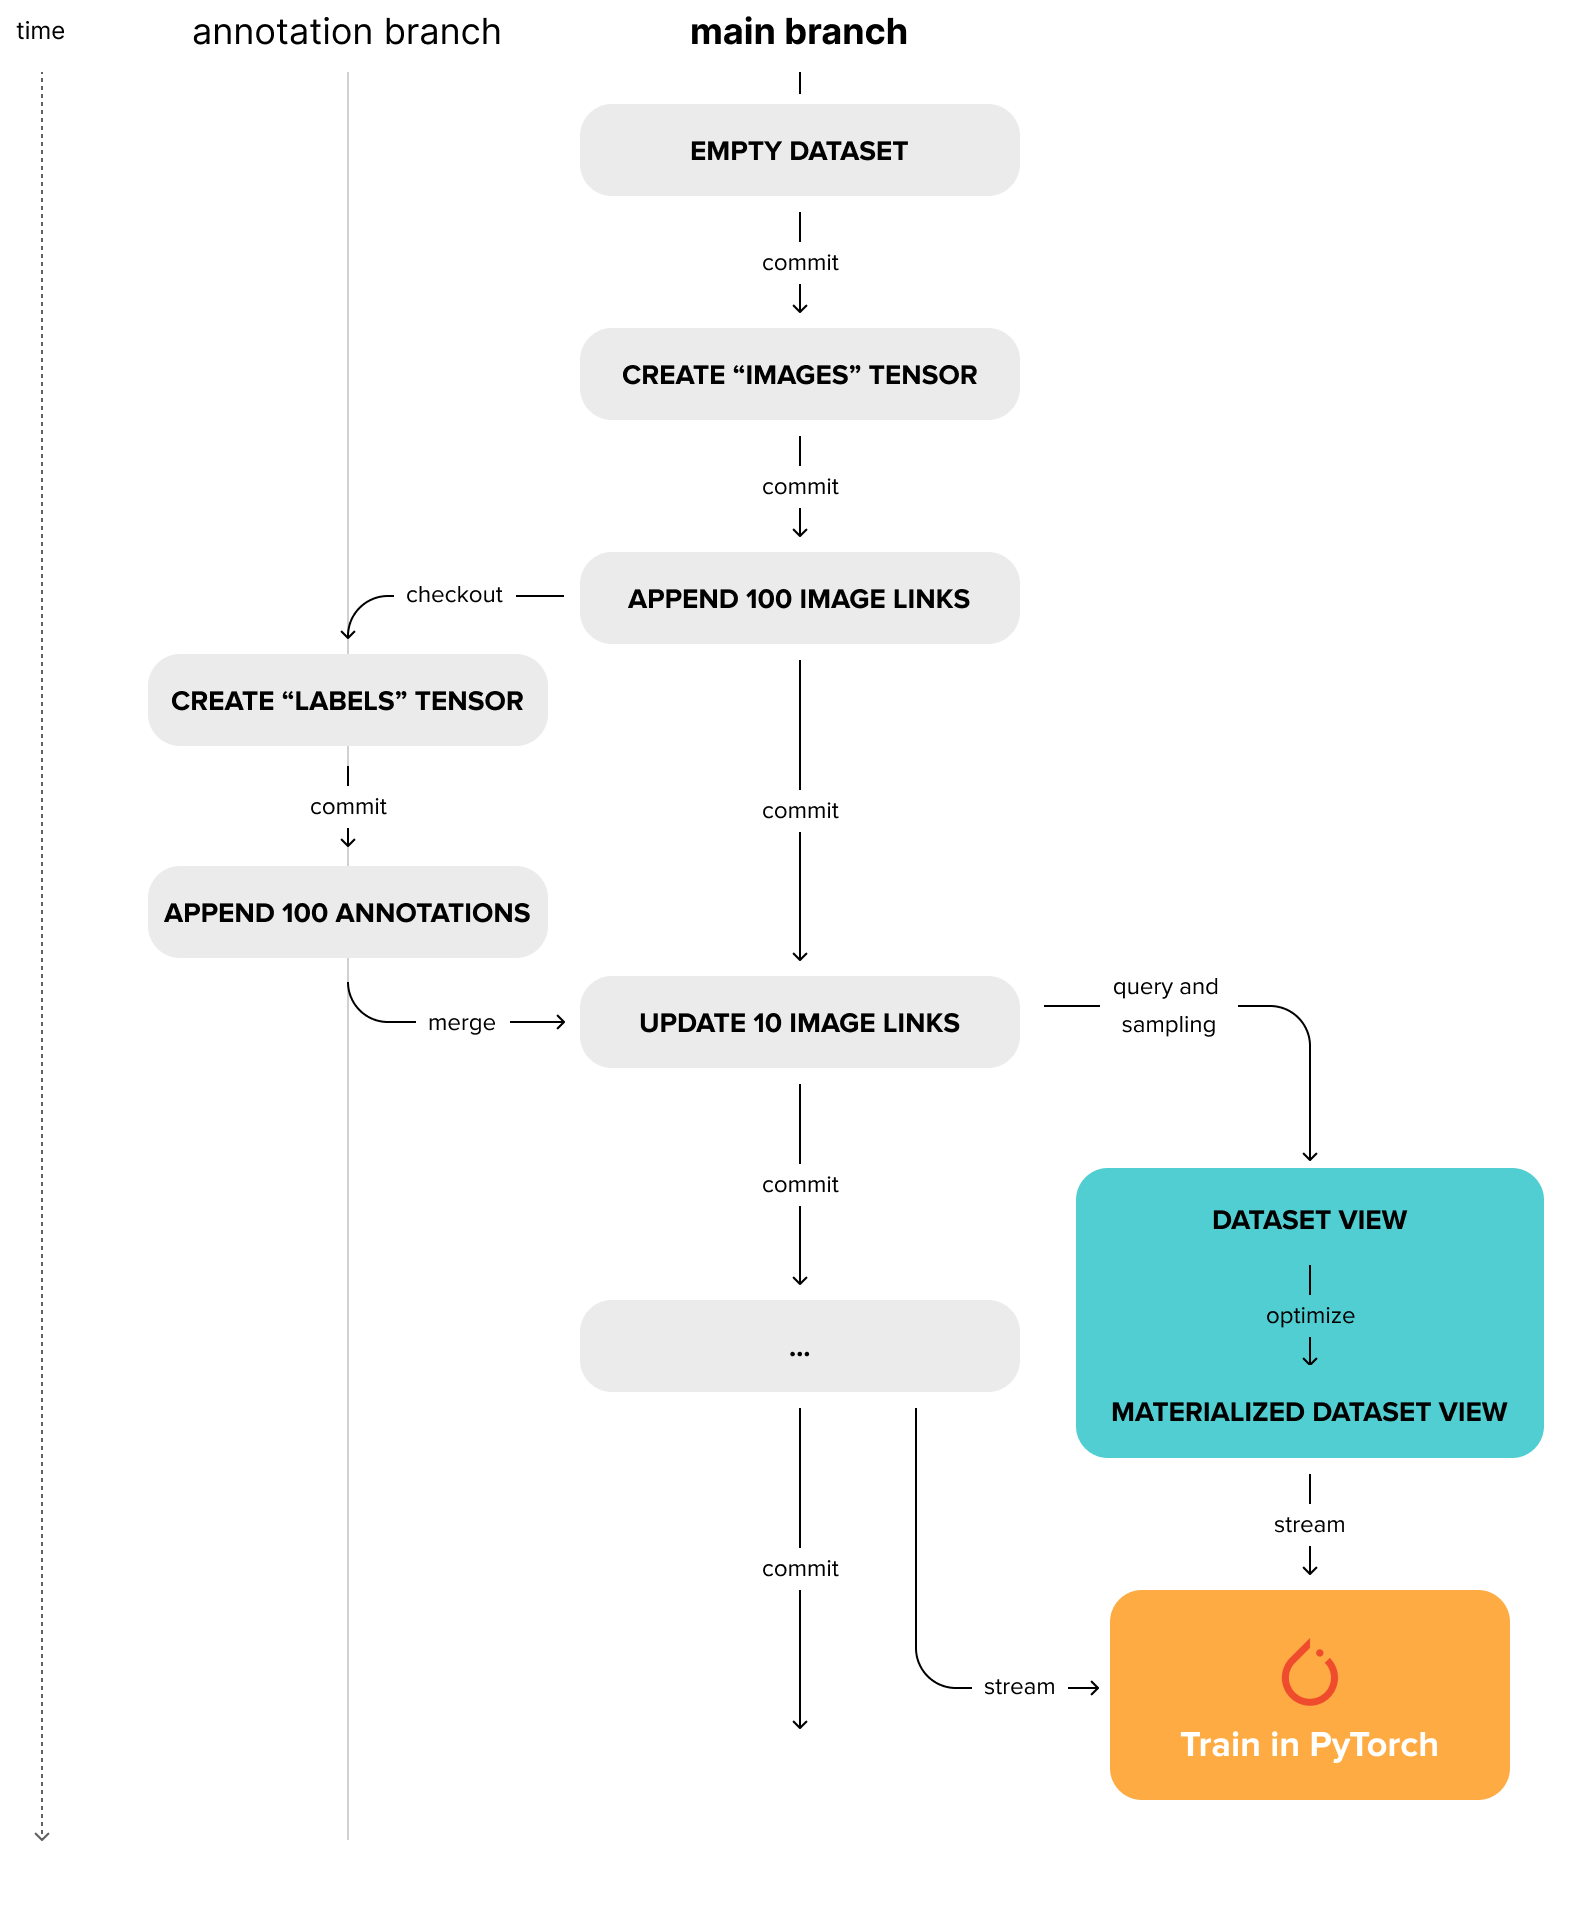 time
annotation branch
main branch
EMPTY DATASET
commit
CREATE “IMAGES” TENSOR
commit
APPEND 100 IMAGE LINKS
checkout
CREATE “LABELS” TENSOR
commit
commit
APPEND 100 ANNOTATIONS
merge
UPDATE 10 IMAGE LINKS
query and
sampling
commit
DATASET VIEW
optimize
MATERIALIZED DATASET VIEW
...
stream
commit
stream
Train in PyTorch